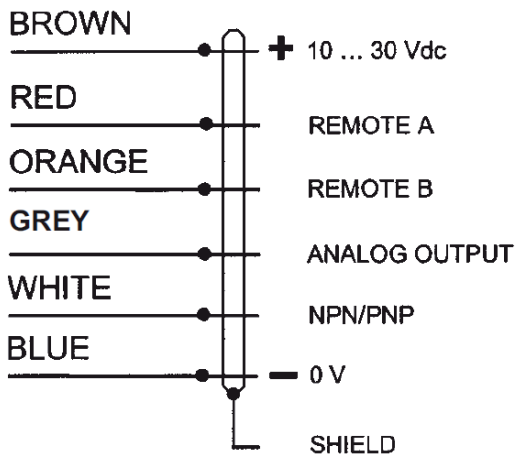 BROWN
+ 10 ... 30 Vdc
RED
REMOTE A
ORANGE
REMOTE B
GREY
ANALOG OUTPUT
WHITE
NPN/PNP
BLUE
− 0 V
SHIELD